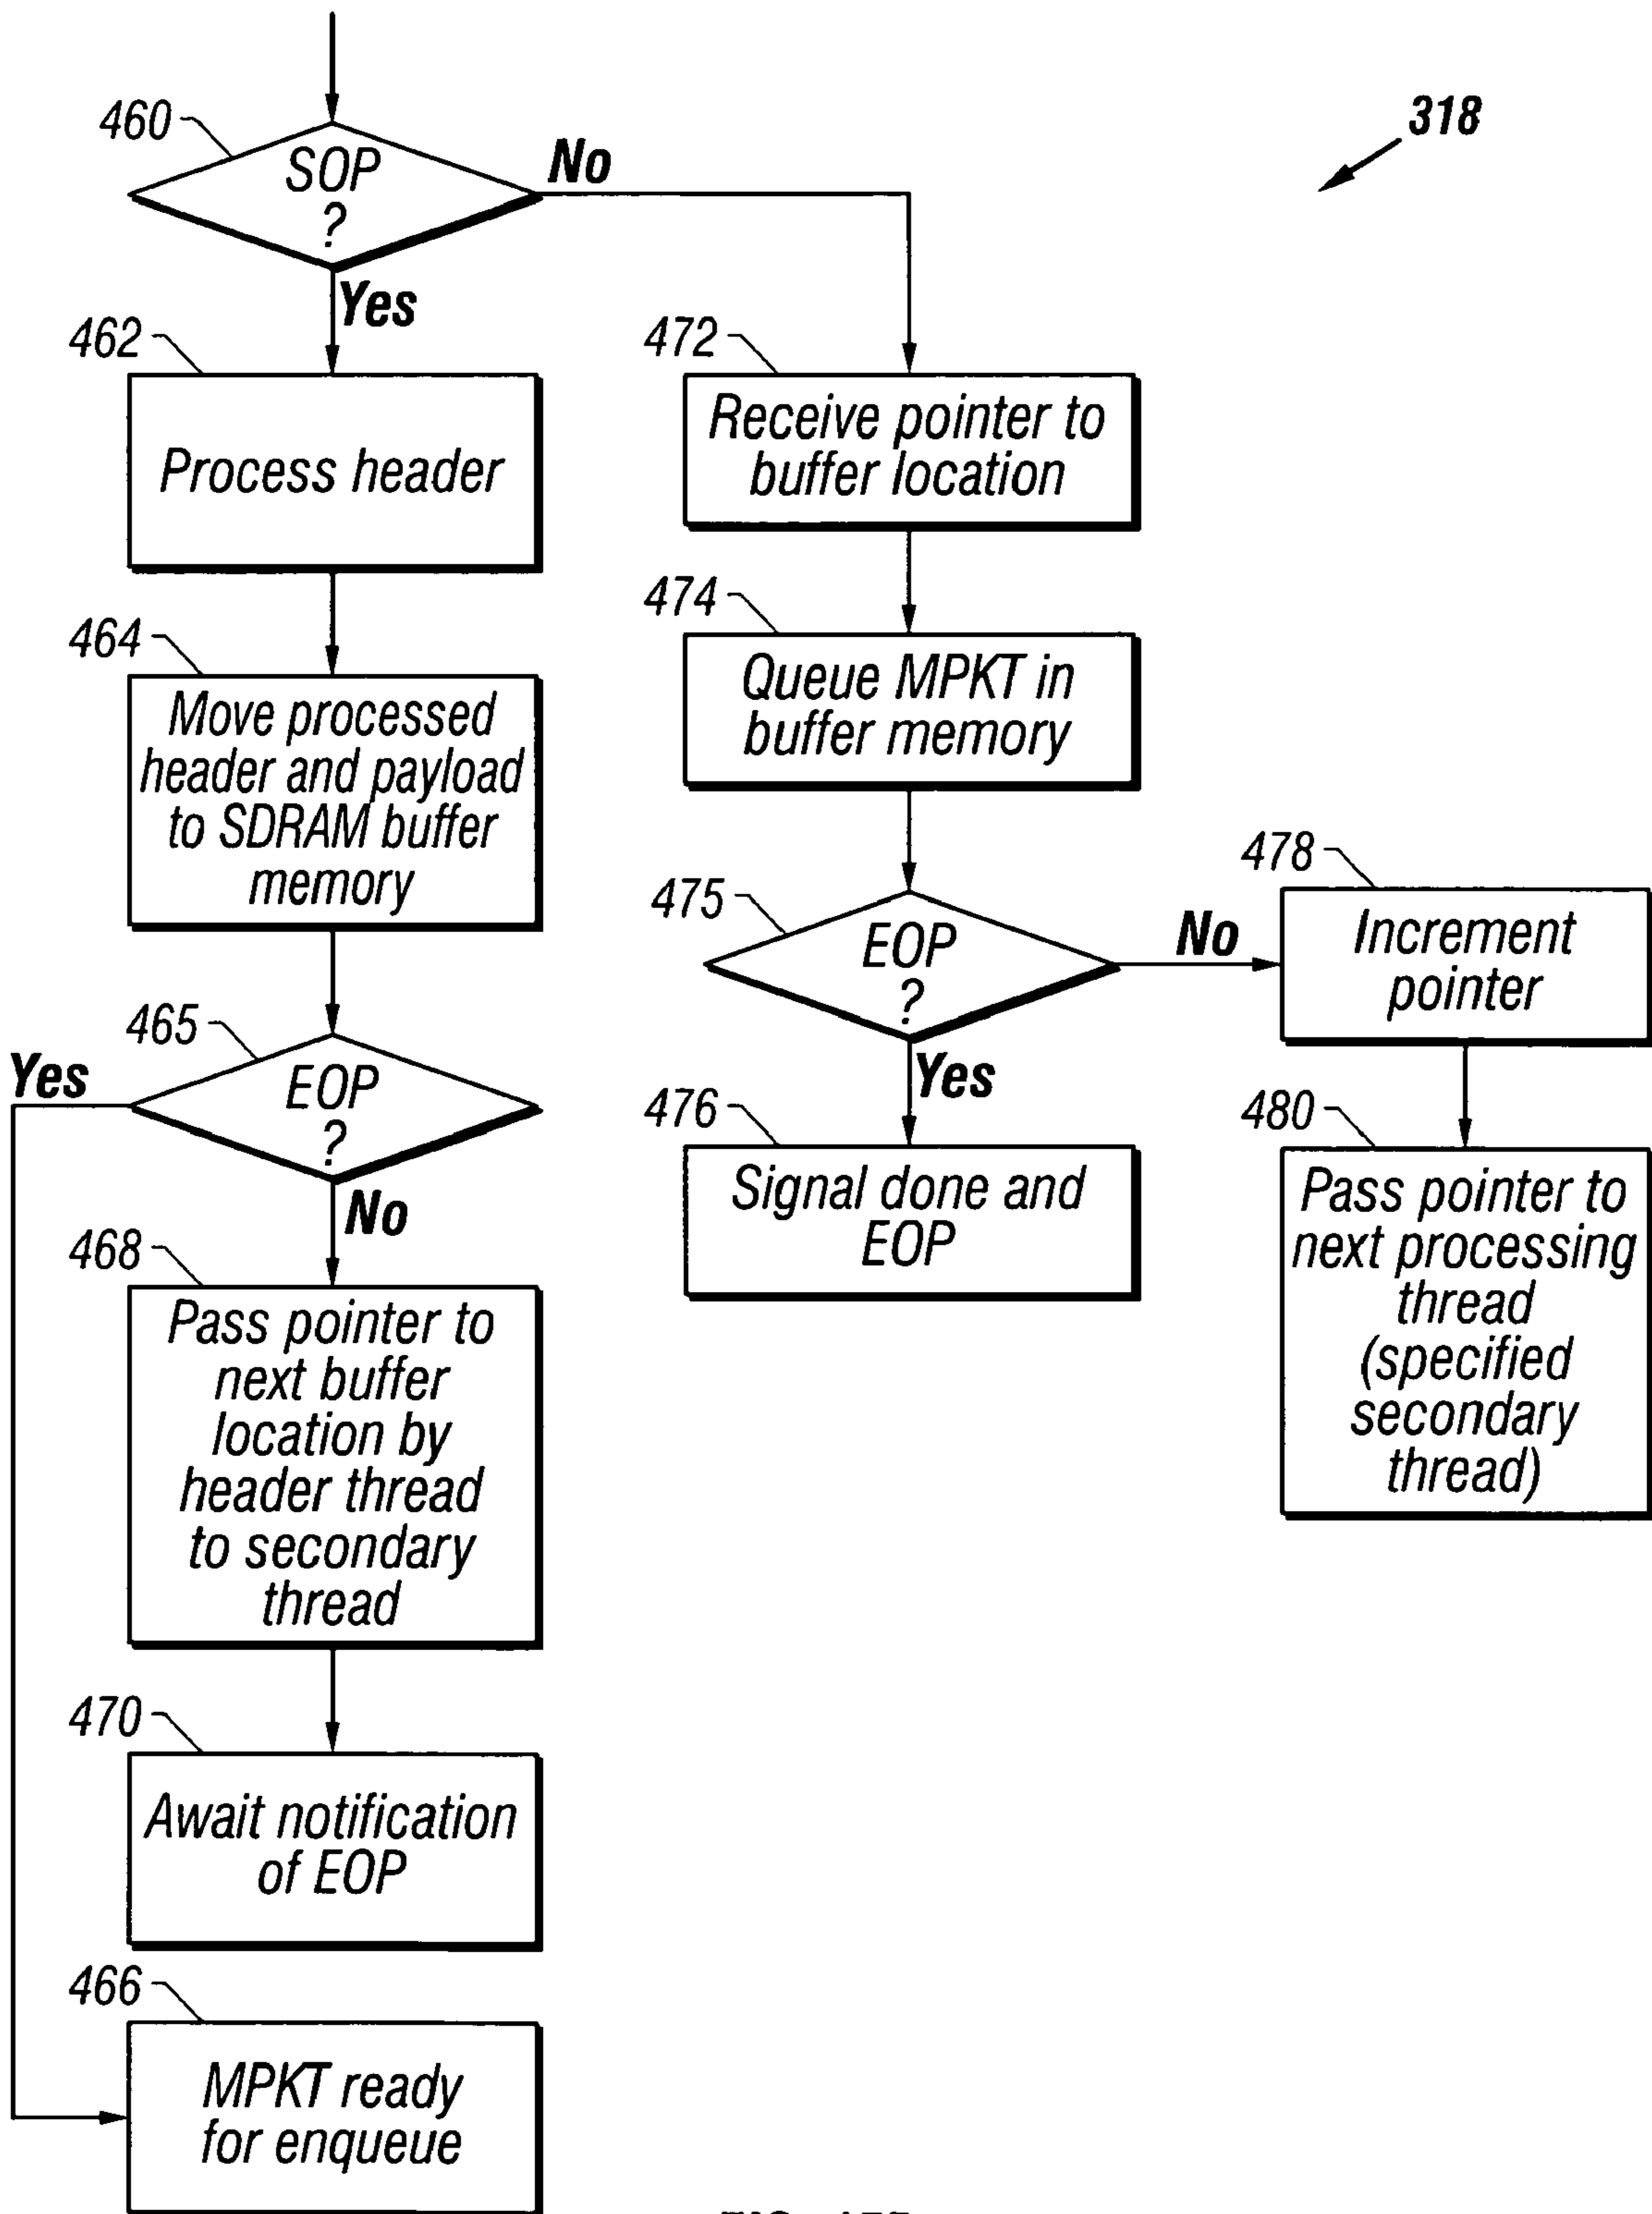 318
460
SOP
?
No
Yes
462
Process header
464
Move processed
header and payload
to SDRAM buffer
memory
465
EOP
?
Yes
No
468
Pass pointer to
next buffer
location by
header thread
to secondary
thread
470
Await notification
of EOP
466
MPKT ready
for enqueue
472
Receive pointer to
buffer location
474
Queue MPKT in
buffer memory
475
EOP
?
No
Yes
476
Signal done and
EOP
478
Increment
pointer
480
Pass pointer to
next processing
thread
(specified
secondary
thread)